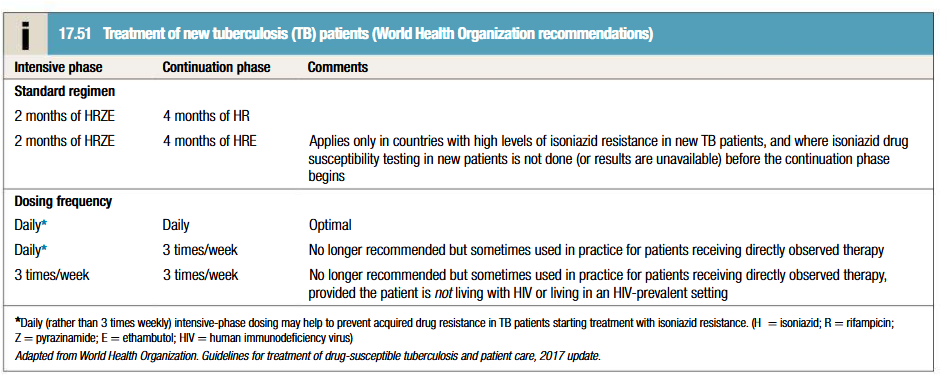 i 17.51 Treatment of new tuberculosis (TB) patients (World Health Organization recommendations)
Intensive phase Continuation phase Comments
Standard regimen
2 months of HRZE 4 months of HR
2 months of HRZE 4 months of HRE Applies only in countries with high levels of isoniazid resistance in new TB patients, and where isoniazid drug
susceptibility testing in new patients is not done (or results are unavailable) before the continuation phase
begins
Dosing frequency
Daily* Daily Optimal
Daily* 3 times/week No longer recommended but sometimes used in practice for patients receiving directly observed therapy
3 times/week 3 times/week No longer recommended but sometimes used in practice for patients receiving directly observed therapy,
provided the patient is not living with HIV or living in an HIV-prevalent setting
*Daily (rather than 3 times weekly) intensive-phase dosing may help to prevent acquired drug resistance in TB patients starting treatment with isoniazid resistance. (H = isoniazid; R = rifampicin;
Z = pyrazinamide; E = ethambutol; HIV = human immunodeficiency virus)
Adapted from World Health Organization. Guidelines for treatment of drug-susceptible tuberculosis and patient care, 2017 update.